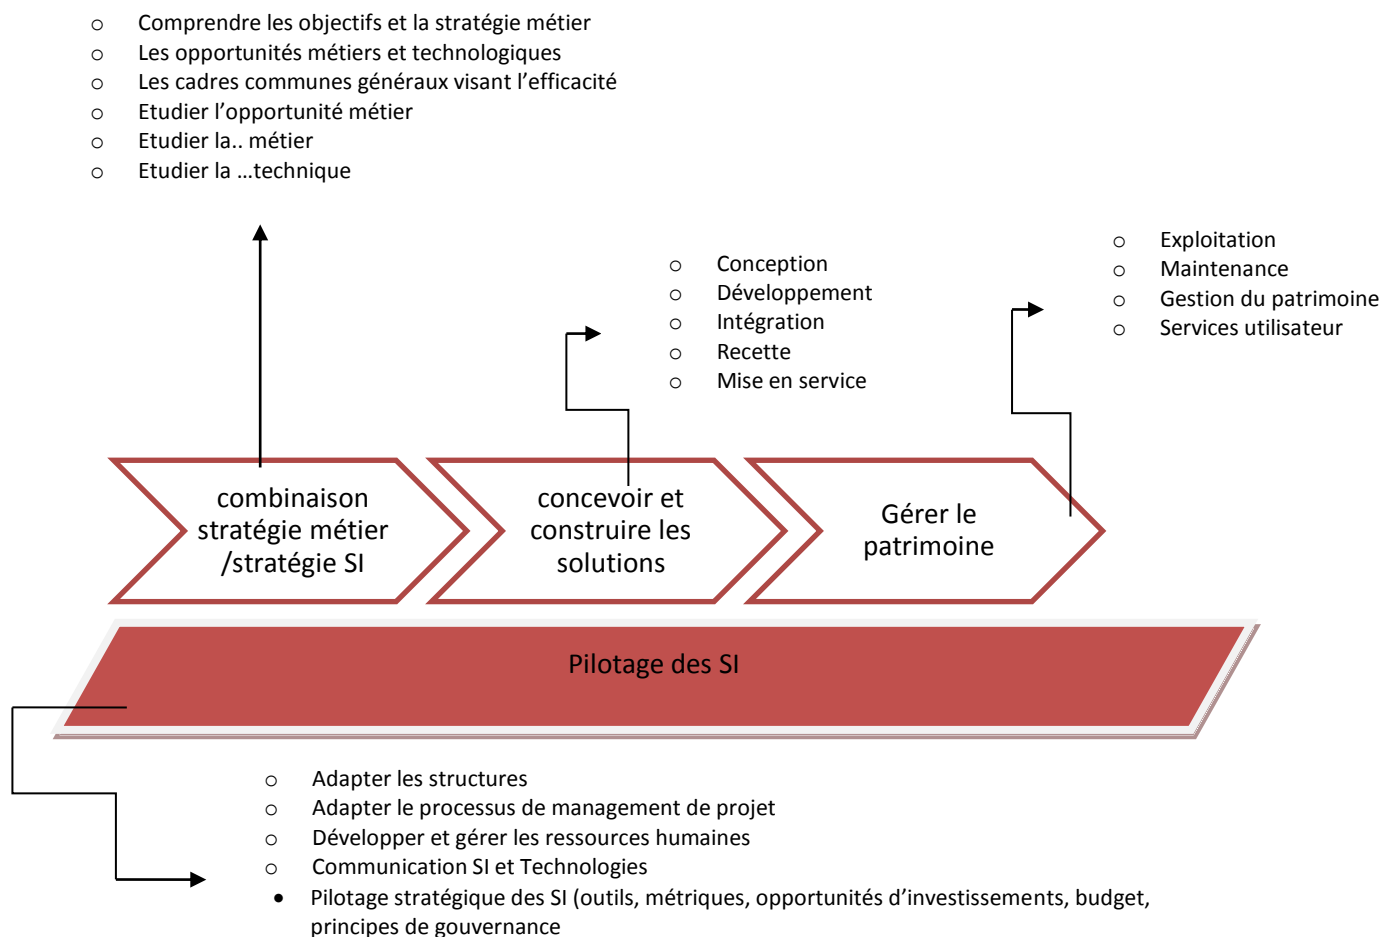 o Comprendre les objectifs et la stratégie métier
o Les opportunités métiers et technologiques
o Les cadres communes généraux visant l’efficacité
o Etudier l’opportunité métier
o Etudier la.. métier
o Etudier la ...technique
o Conception
o Développement
o Intégration
o Recette
o Mise en service
o Exploitation
o Maintenance
o Gestion du patrimoine
o Services utilisateur
combinaison
stratégie métier
/stratégie SI
concevoir et
construire les
solutions
Gérer le
patrimoine
Pilotage des SI
o Adapter les structures
o Adapter le processus de management de projet
o Développer et gérer les ressources humaines
o Communication SI et Technologies
• Pilotage stratégique des SI (outils, métriques, opportunités d’investissements, budget,
principes de gouvernance